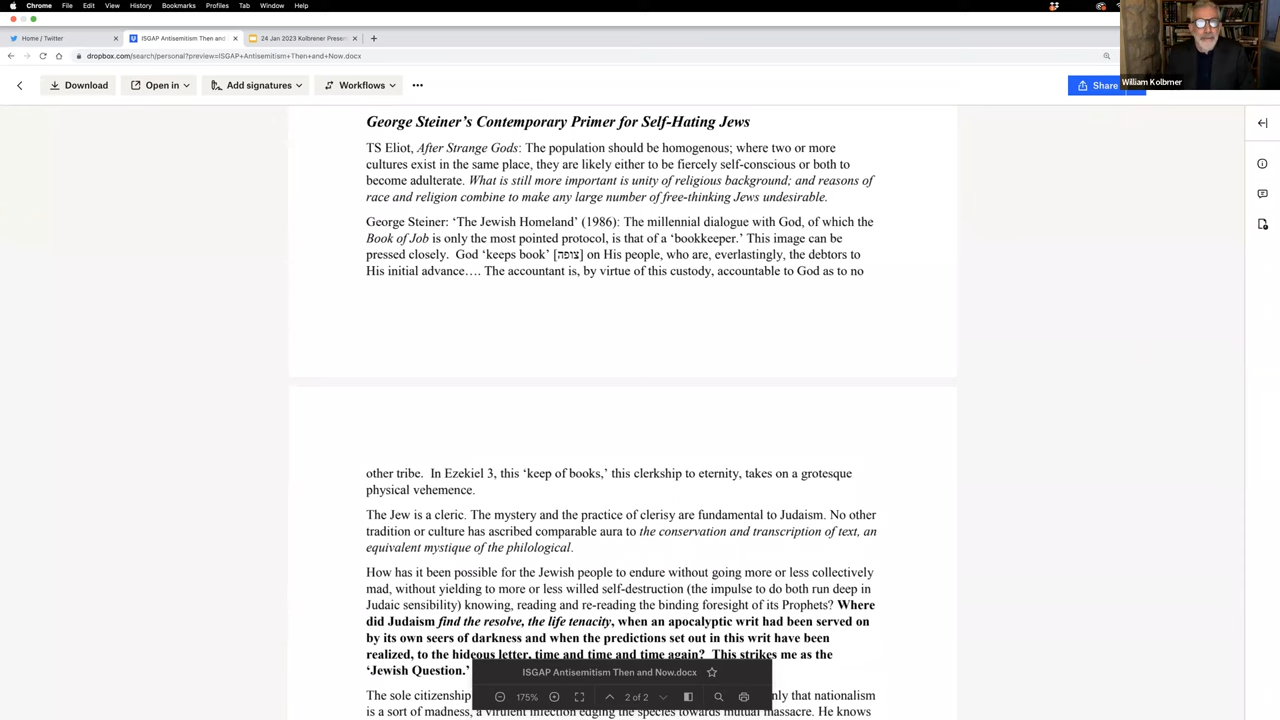 Chrome File Edit View History Bookmarks Profiles Tab Window Help
Home / Twitter
ISGAP Antisemitism Then and
24 Jan 2023 Kolbrener Prese
dropbox.com/search/personal?preview=ISGAP+Antisemitism+Then+and+Now.docx
Download Open in Add signatures Workflows Share
William Kolbrner
George Steiner's Contemporary Primer for Self-Hating Jews
TS Eliot, After Strange Gods: The population should be homogenous; where two or more
cultures exist in the same place, they are likely either to be fiercely self-conscious or both to
become adulterate. What is still more important is unity of religious background; and reasons of
race and religion combine to make any large number of free-thinking Jews undesirable.
George Steiner: 'The Jewish Homeland' (1986): The millennial dialogue with God, of which the
Book of Job is only the most pointed protocol, is that of a 'bookkeeper.' This image can be
pressed closely. God 'keeps book' [צופה] on His people, who are, everlastingly, the debtors to
His initial advance…. The accountant is, by virtue of this custody, accountable to God as to no
other tribe. In Ezekiel 3, this 'keep of books,' this clerkship to eternity, takes on a grotesque
physical vehemence.
The Jew is a cleric. The mystery and the practice of clerisy are fundamental to Judaism. No other
tradition or culture has ascribed comparable aura to the conservation and transcription of text, an
equivalent mystique of the philological.
How has it been possible for the Jewish people to endure without going more or less collectively
mad, without yielding to more or less willed self-destruction (the impulse to do both run deep in
Judaic sensibility) knowing, reading and re-reading the binding foresight of its Prophets? Where
did Judaism find the resolve, the life tenacity, when an apocalyptic writ had been served on
by its own seers of darkness and when the predictions set out in this writ have been
realized, to the hideous letter, time and time and time again? This strikes me as the
'Jewish Question.'
ISGAP Antisemitism Then and Now.docx
The sole citizenship
nly that nationalism
175% 2 of 2
is a sort of madness, a virulent infection edging the species towards mutual massacre. He knows